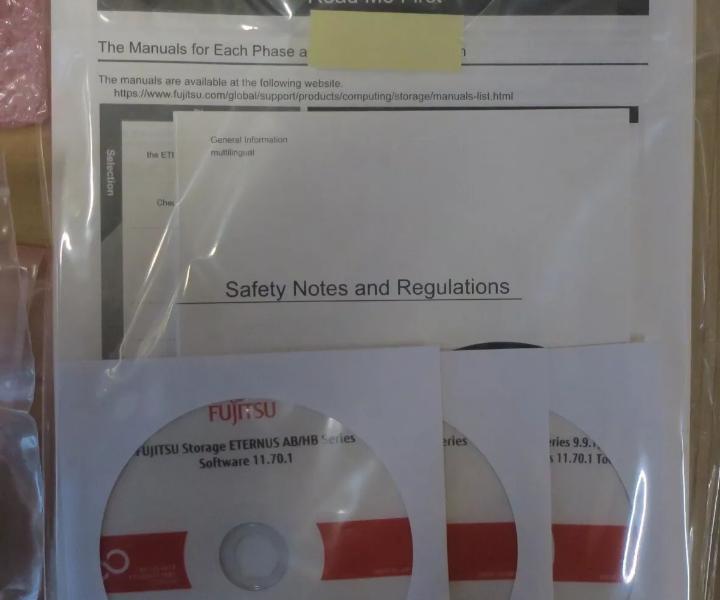 Read Me First
The Manuals for Each Phase a
The manuals are available at the following website.
https://www.fujitsu.com/global/support/products/computing/storage/manuals-list.html
Selection
the ETE
General Information
multilingual
Safety Notes and Regulations
FUJITSU
FUJITSU Storage ETERNUS AB/HB Series
Software 11.70.1
eries
eries 9.9.
11.70.1